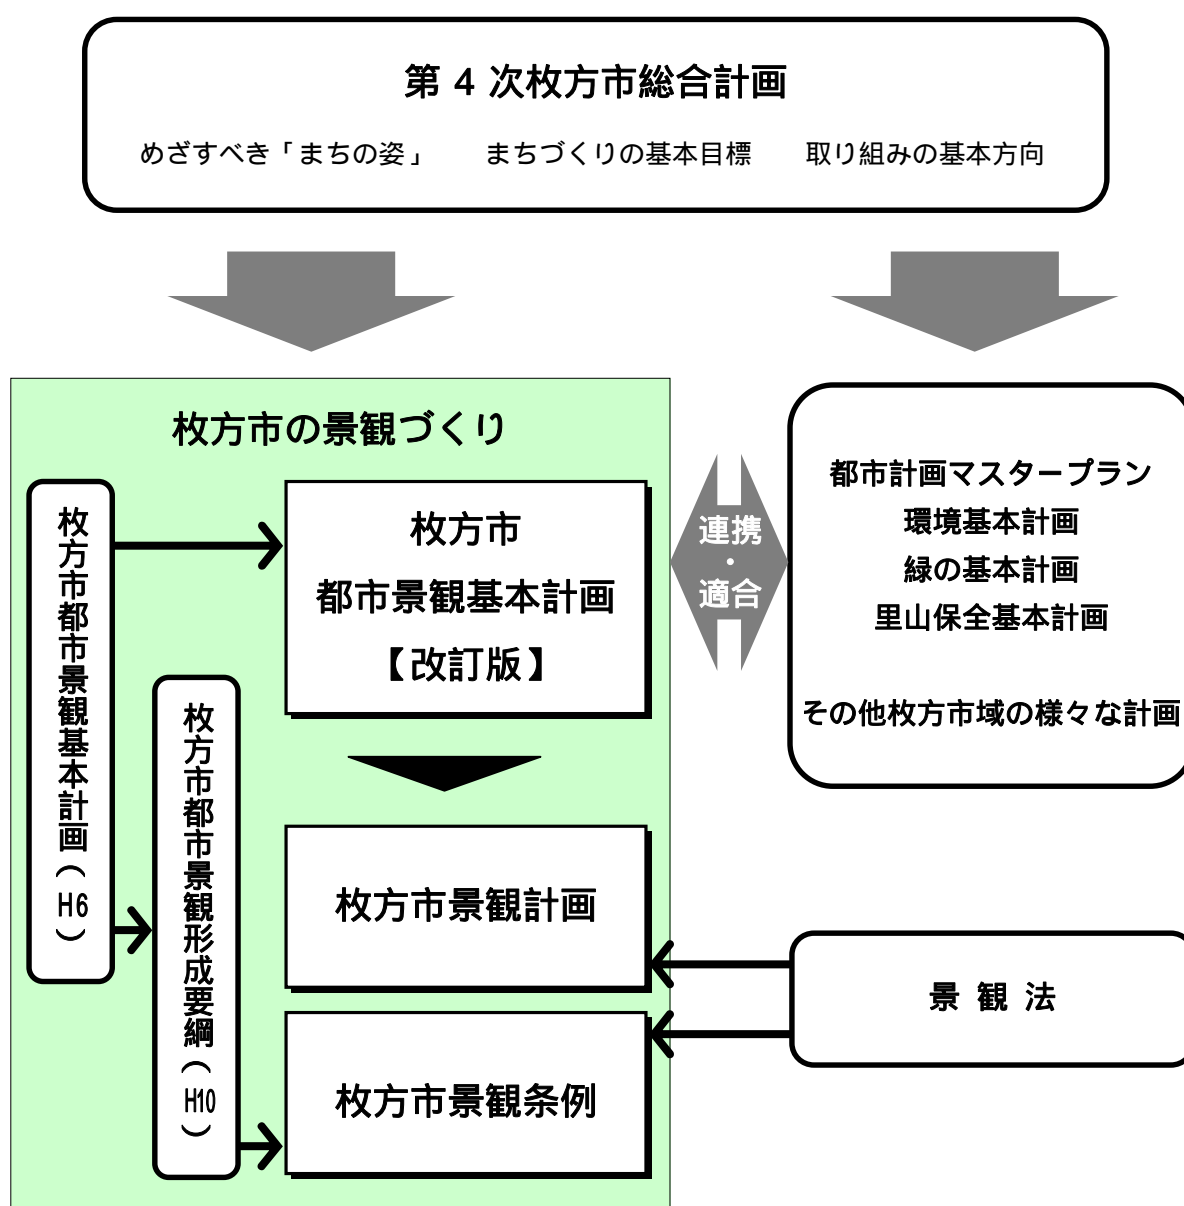 第 4 次枚方市総合計画
めざすべき「まちの姿」　まちづくりの基本目標　取り組みの基本方向
枚方市の景観づくり
枚方市都市景観基本計画(H6)
枚方市都市景観形成要綱(H10)
枚方市
都市景観基本計画
【改訂版】
枚方市景観計画
枚方市景観条例
連携
・
適合
都市計画マスタープラン
環境基本計画
緑の基本計画
里山保全基本計画
その他枚方市域の様々な計画
景 観 法